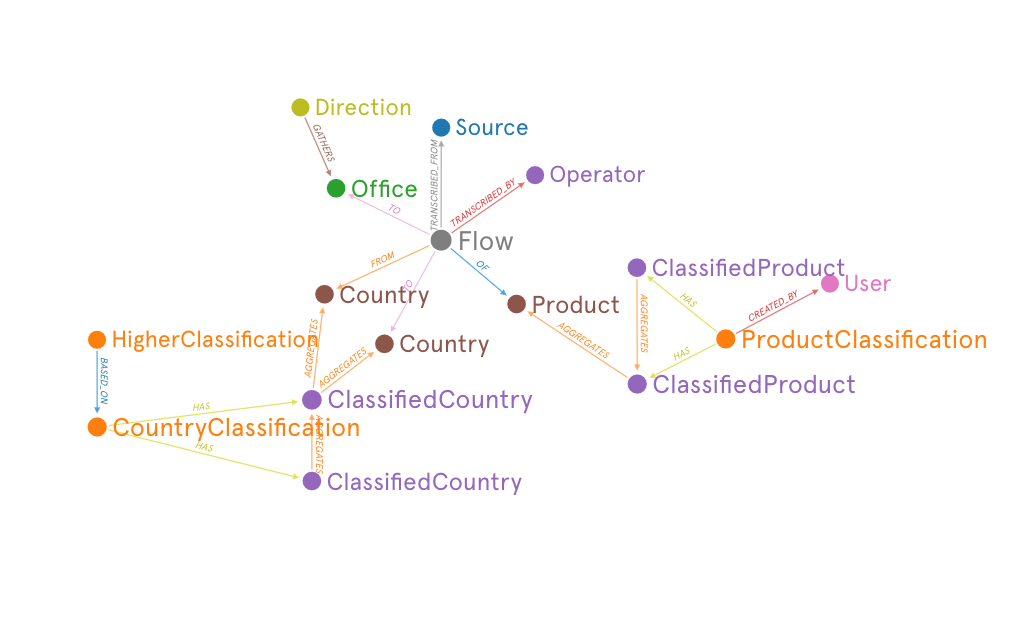 Direction
Source
GATHERS
TRANSCRIBED_FROM
Operator
TRANSCRIBED_BY
Office
TO
Flow
FROM
OF
ClassifiedProduct
User
TO
Country
HAS
Product
CREATED_BY
AGGREGATES
HigherClassification
AGGREGATES
Country
AGGREGATES
ProductClassification
HAS
BASED_ON
AGGREGATES
ClassifiedProduct
HAS
ClassifiedCountry
CountryClassification
HAS
AGGREGATES
ClassifiedCountry